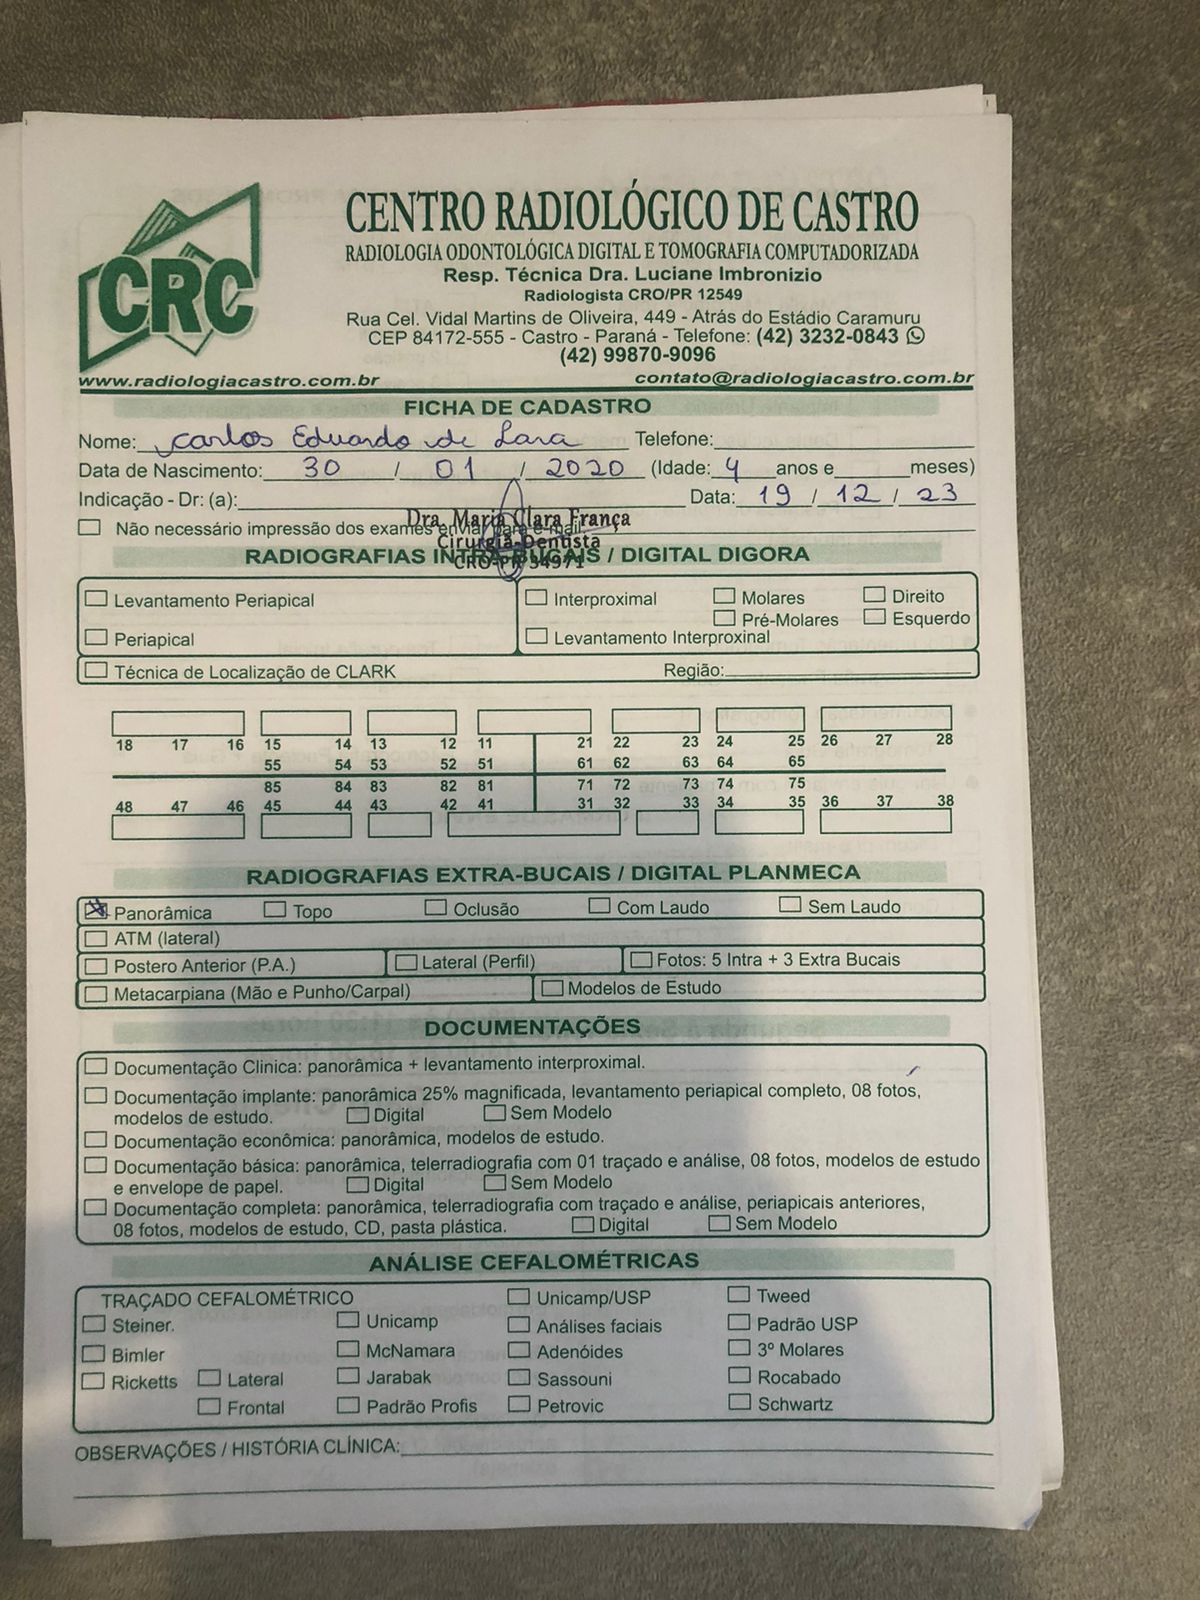 CRC
CENTRO RADIOLÓGICO DE CASTRO
RADIOLOGIA ODONTOLÓGICA DIGITAL E TOMOGRAFIA COMPUTADORIZADA
Resp. Técnica Dra. Luciane Imbronizio
Radiologista CRO/PR 12549
Rua Cel. Vidal Martins de Oliveira, 449 - Atrás do Estádio Caramuru
CEP 84172-555 - Castro - Paraná - Telefone: (42) 3232-0843
(42) 99870-9096
www.radiologiacastro.com.br contato@radiologiacastro.com.br
FICHA DE CADASTRO
Nome: Carlos Eduardo de Lara Telefone:
Data de Nascimento: 30 / 01 / 2020 (Idade: 4 anos e meses)
Indicação - Dr: (a): Data: 19 / 12 / 23
Dra. Maria Clara França
Não necessário impressão dos exames enviar para e-mail
Cirurgiã-Dentista
CRO-PR 34971
RADIOGRAFIAS INTRA-BUCAIS / DIGITAL DIGORA
Levantamento Periapical Interproximal Molares Direito
Pré-Molares Esquerdo
Periapical Levantamento Interproxinal
Técnica de Localização de CLARK Região:
18 17 16 15 14 13 12 11 21 22 23 24 25 26 27 28
55 54 53 52 51 61 62 63 64 65
85 84 83 82 81 71 72 73 74 75
48 47 46 45 44 43 42 41 31 32 33 34 35 36 37 38
RADIOGRAFIAS EXTRA-BUCAIS / DIGITAL PLANMECA
Panorâmica Topo Oclusão Com Laudo Sem Laudo
ATM (lateral)
Postero Anterior (P.A.) Lateral (Perfil) Fotos: 5 Intra + 3 Extra Bucais
Metacarpiana (Mão e Punho/Carpal) Modelos de Estudo
DOCUMENTAÇÕES
Documentação Clinica: panorâmica + levantamento interproximal.
Documentação implante: panorâmica 25% magnificada, levantamento periapical completo, 08 fotos,
modelos de estudo. Digital Sem Modelo
Documentação econômica: panorâmica, modelos de estudo.
Documentação básica: panorâmica, telerradiografia com 01 traçado e análise, 08 fotos, modelos de estudo
e envelope de papel. Digital Sem Modelo
Documentação completa: panorâmica, telerradiografia com traçado e análise, periapicais anteriores,
08 fotos, modelos de estudo, CD, pasta plástica. Digital Sem Modelo
ANÁLISE CEFALOMÉTRICAS
TRAÇADO CEFALOMÉTRICO Unicamp/USP Tweed
Steiner. Unicamp Análises faciais Padrão USP
Bimler McNamara Adenóides 3º Molares
Ricketts Lateral Jarabak Sassouni Rocabado
Frontal Padrão Profis Petrovic Schwartz
OBSERVAÇÕES / HISTÓRIA CLÍNICA: